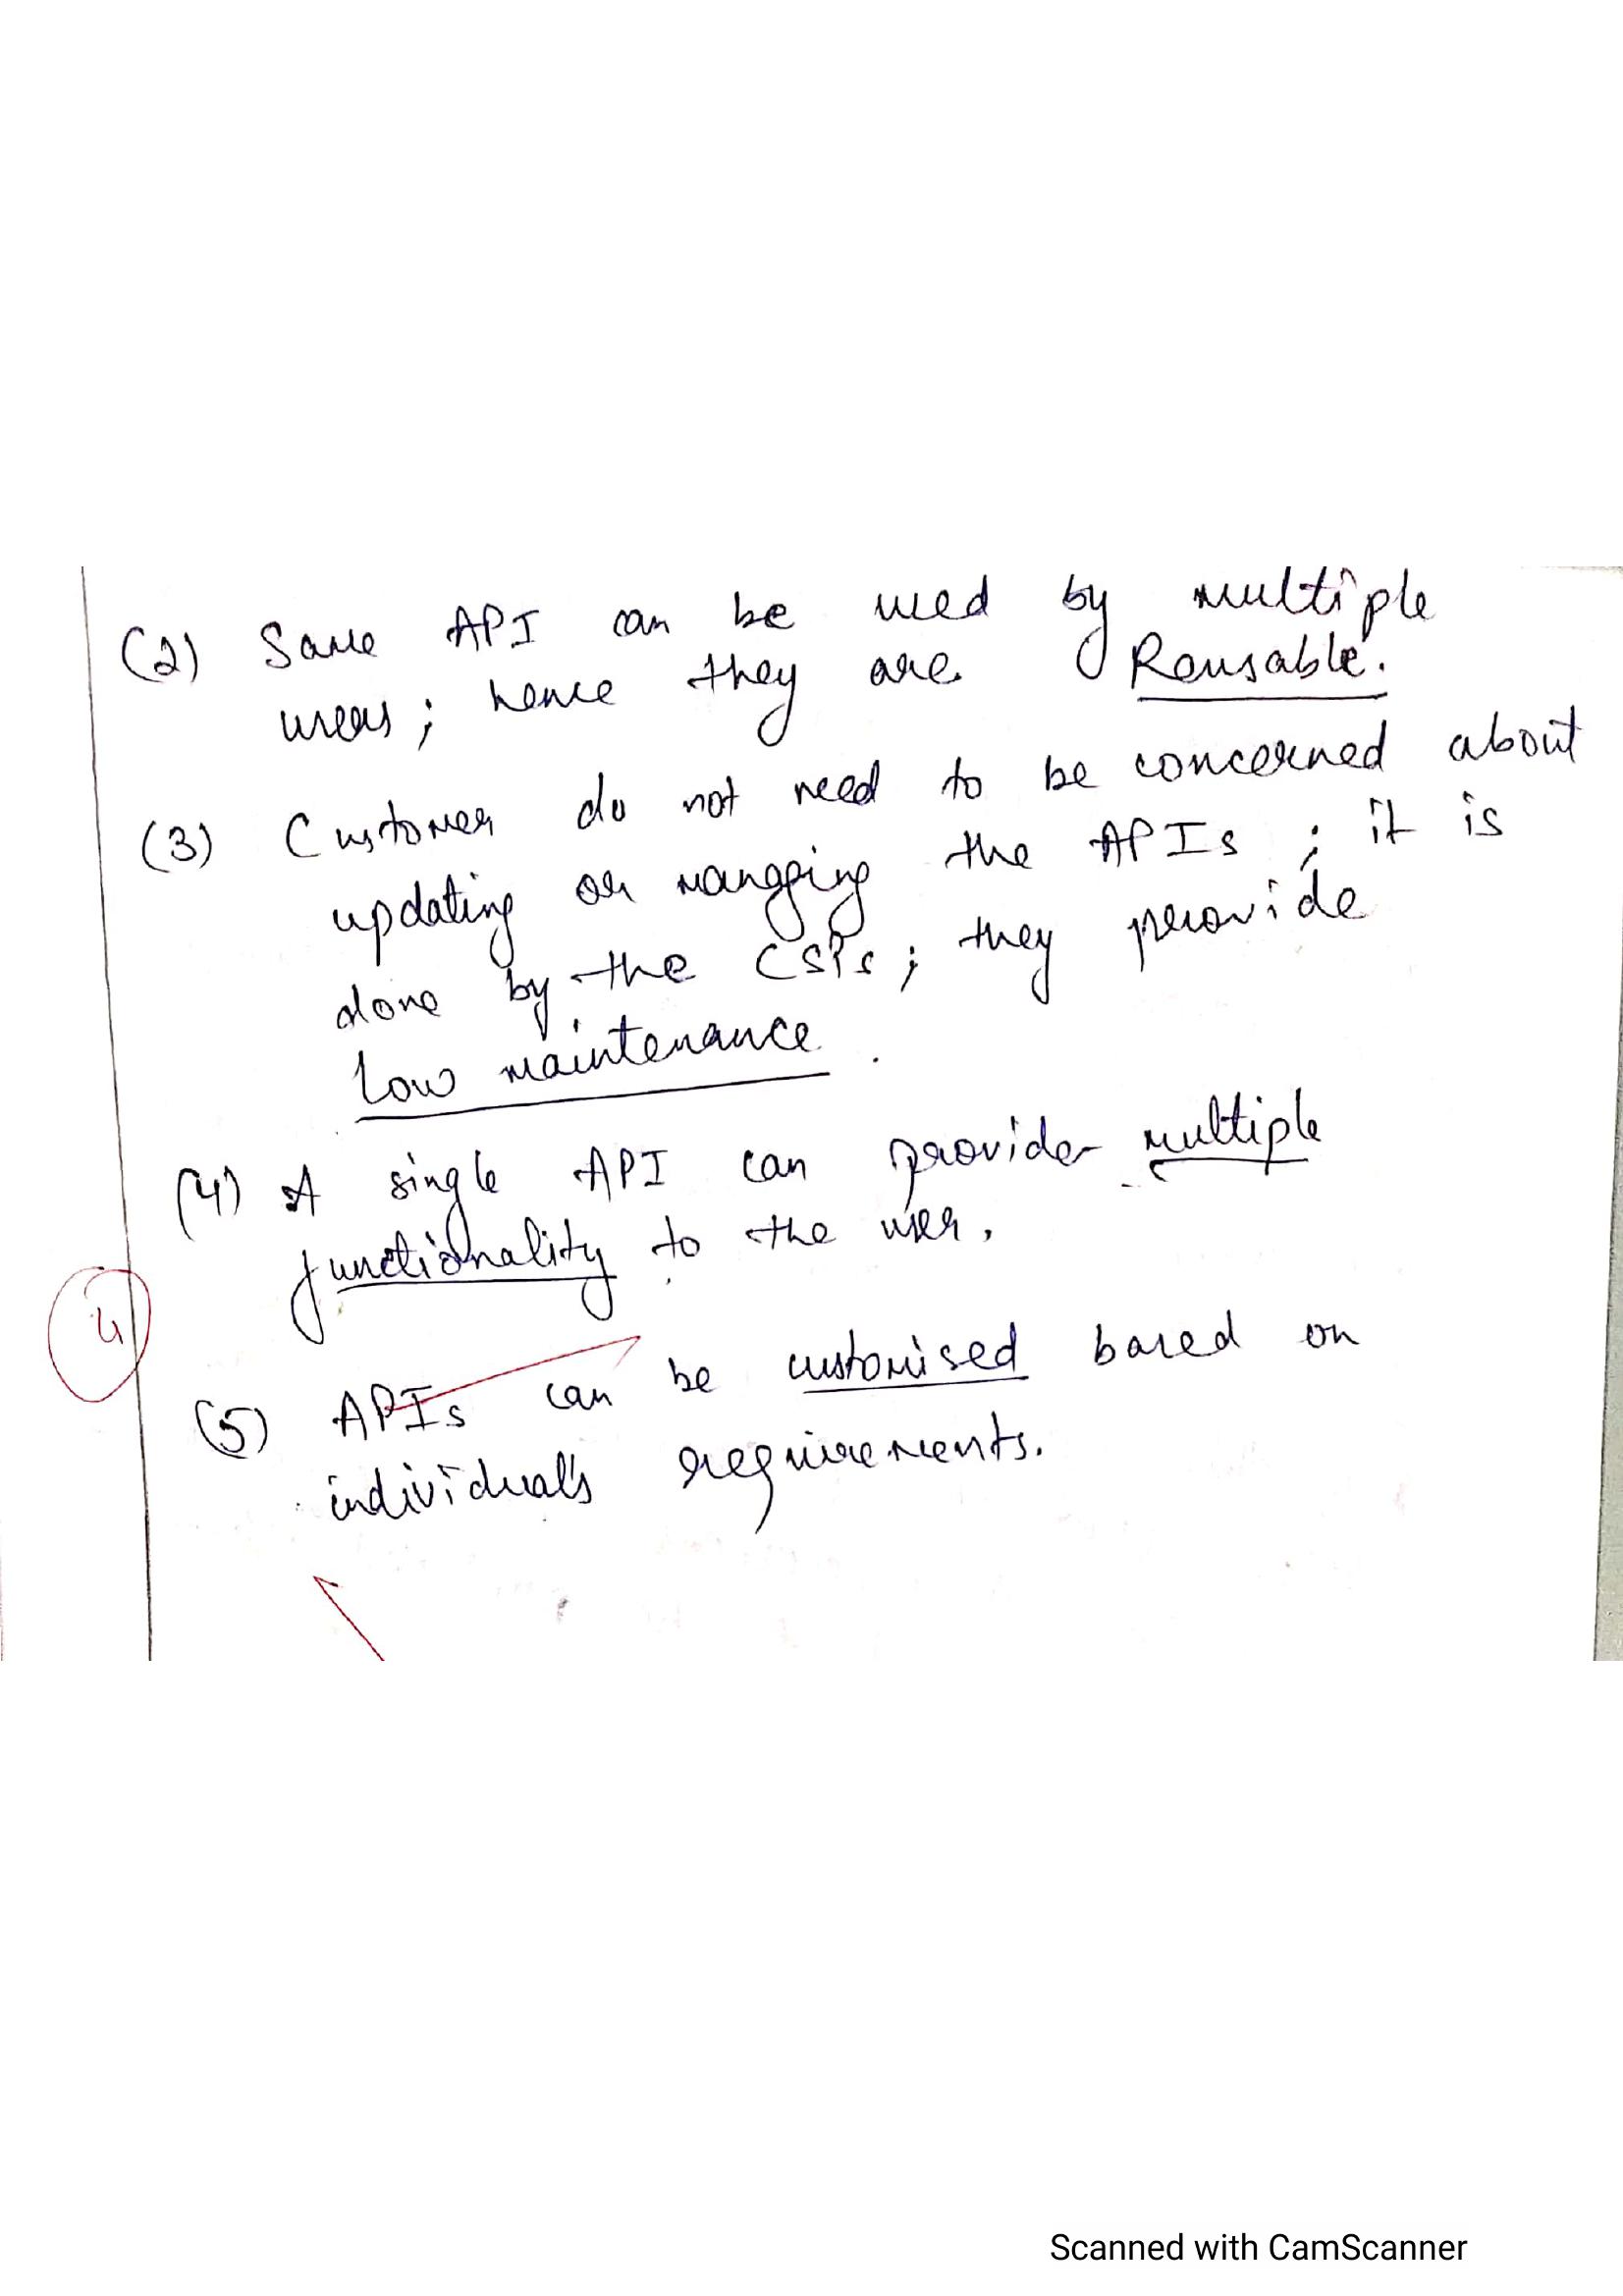 (2) Same API can be used by multiple
users; hence they are Reusable.
(3) Customer do not need to be concerned about
updating or managing the APIs; it is
done by the CSPs; they provide
Low maintenance.
(4) A single API can provider multiple
functionality to the user.
4
(5) APIs can be customised based on
individual's requirements.
Scanned with CamScanner